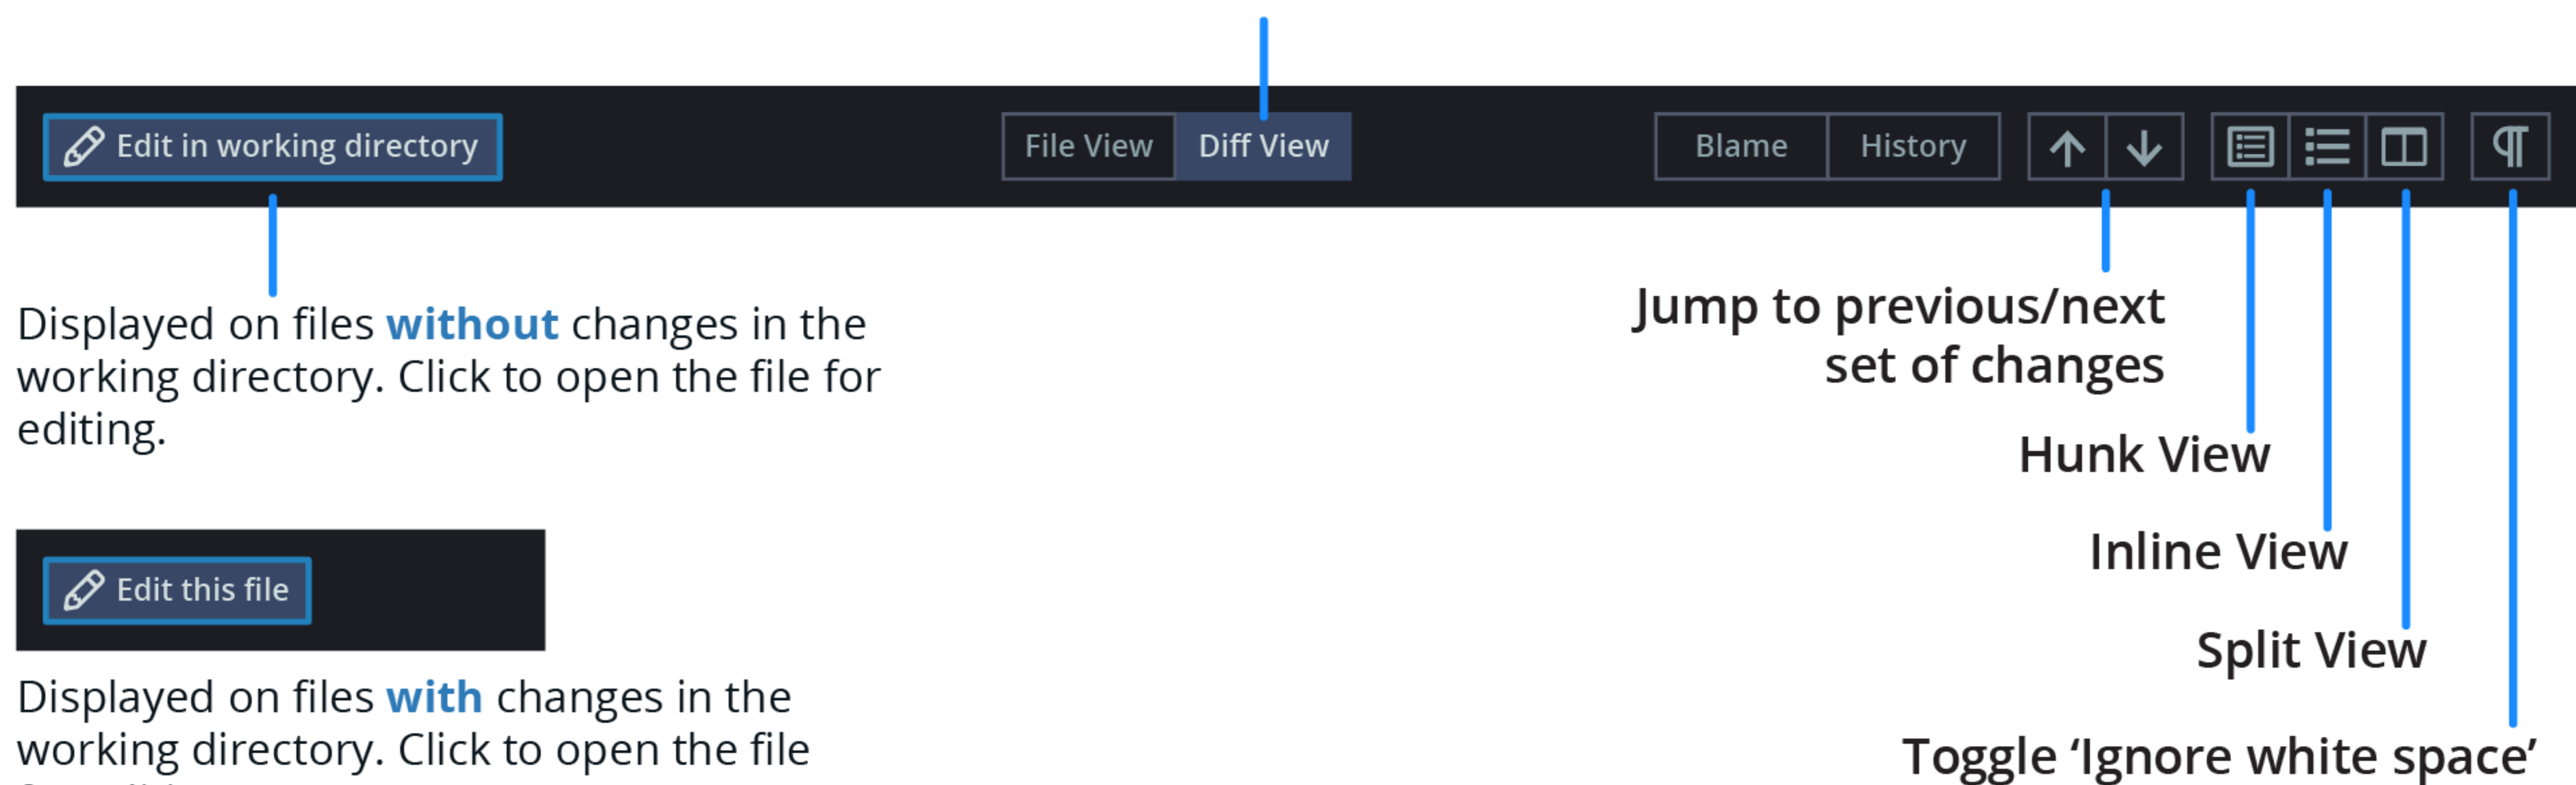 Edit in working directory
File View Diff View
Blame History
Displayed on files without changes in the
working directory. Click to open the file for
editing.
Jump to previous/next
set of changes
Hunk View
Inline View
Split View
Toggle ‘Ignore white space’
Edit this file
Displayed on files with changes in the
working directory. Click to open the file